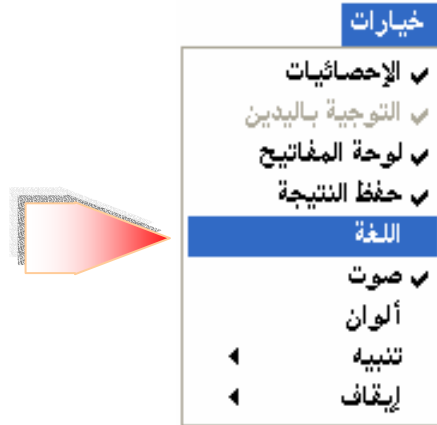 خيارات
الإحصائيات
التوجية باليدين
لوحة المفاتيح
حفظ النتيجة
اللغة
صوت
ألوان
تنبيه
إيقاف